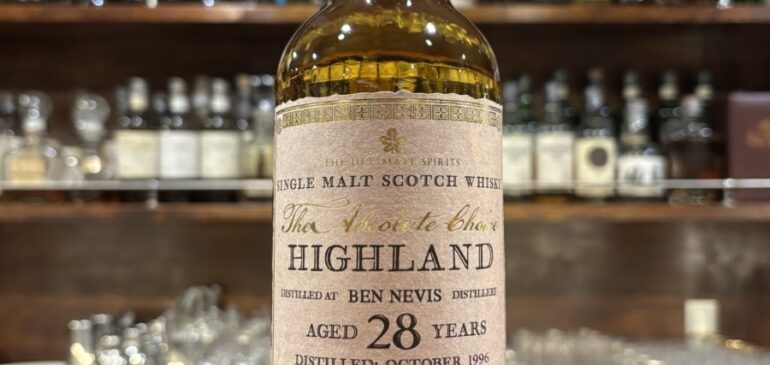 THE ULTIMATE SPIRITS
SINGLE MALT SCOTCH WHISKY
The Absolute Choice
HIGHLAND
DISTILLED AT BEN NEVIS DISTILLERY
AGED 28 YEARS
DISTILLED: OCTOBER 1996